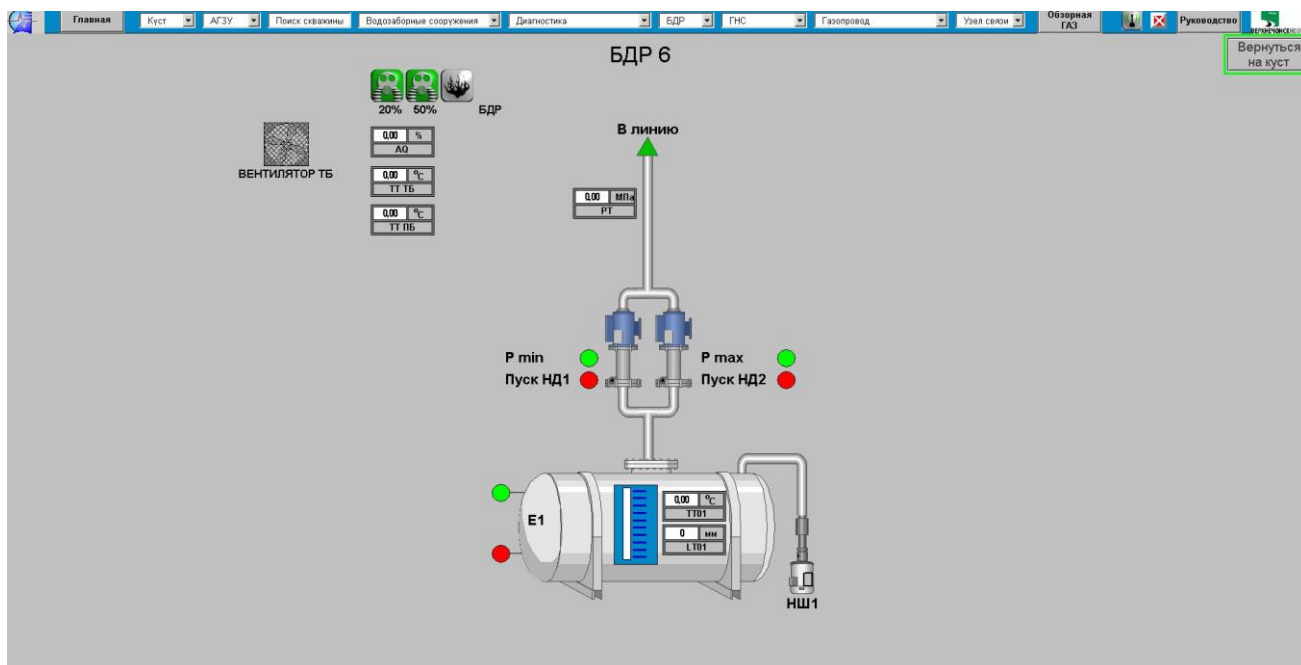 Главная
Куст
АГЗУ
Поиск скважины
Водозаборные сооружения
Диагностика
БДР
ГНС
Газопровод
Узел связи
Обзорная
ГАЗ
Руководство
Вернуться
на куст
БДР 6
20% 50% БДР
0,00 %
AQ
ВЕНТИЛЯТОР ТБ
0,00 °C
ТТ ТБ
0,00 °C
ТТ ПБ
В линию
0,00 МПа
PT
P min
P max
Пуск НД1
Пуск НД2
E1
0,00 °C
TT01
0 мм
LT01
НШ1